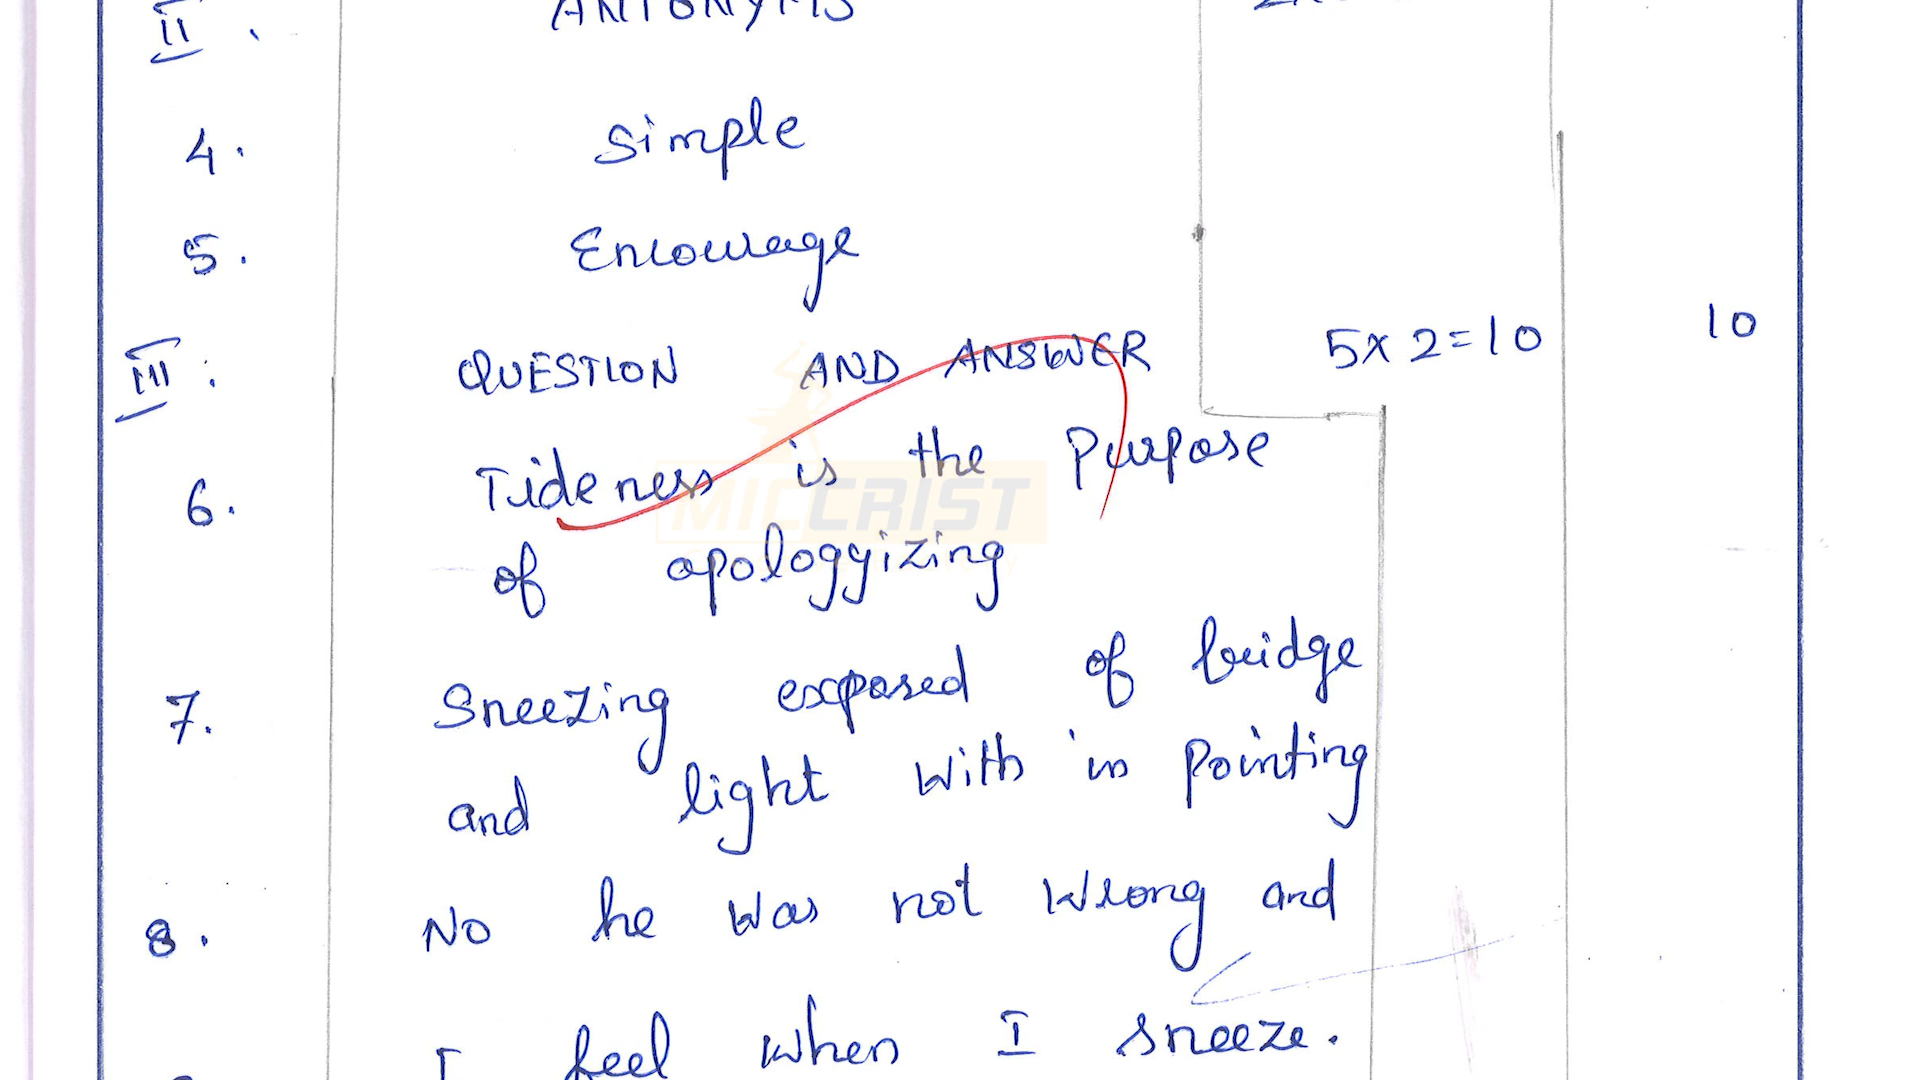 II. ANTONYMS
4. Simple
5. Encourage
III: QUESTION AND ANSWER 5x2=10 10
6. Tideness is the Purpose
of apologyizing
7. Sneezing exposed of bridge
and light with in pointing
8. No he was not wrong and
I feel when I sneeze.
MICCRIST